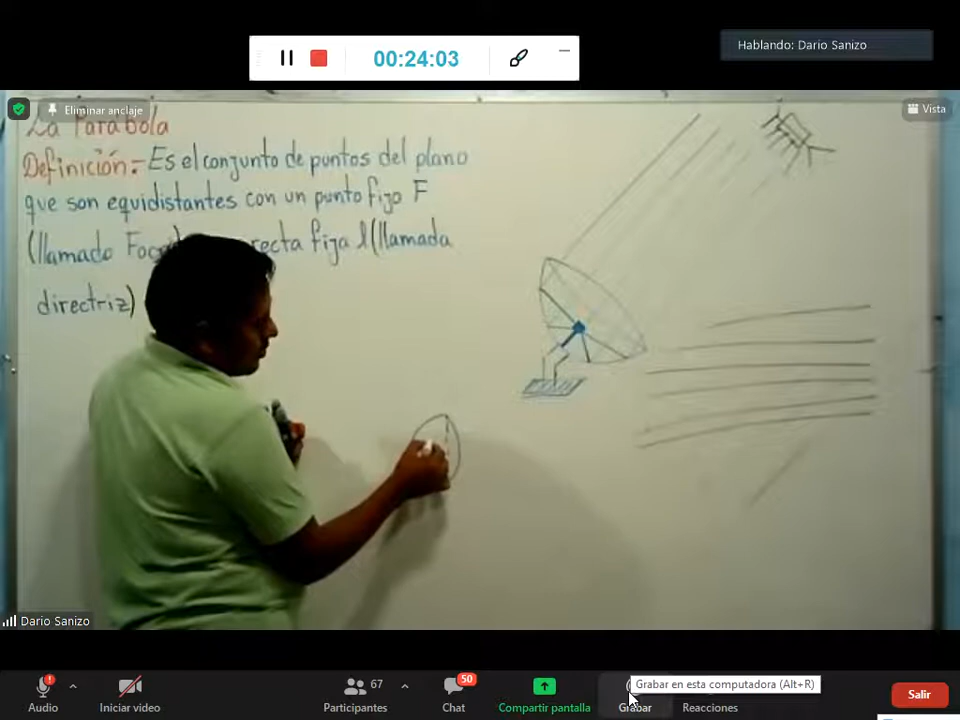 00:24:03
Hablando: Dario Sanizo
Eliminar anclaje
Vista
La Parábola
Definición.- Es el conjunto de puntos del plano
que son equidistantes con un punto fijo F
(llamado recta fija l (llamada
directriz)
Dario Sanizo
Audio
Iniciar video
67
Participantes
50
Chat
Compartir pantalla
Grabar
Grabar en esta computadora (Alt+R)
Reacciones
Salir